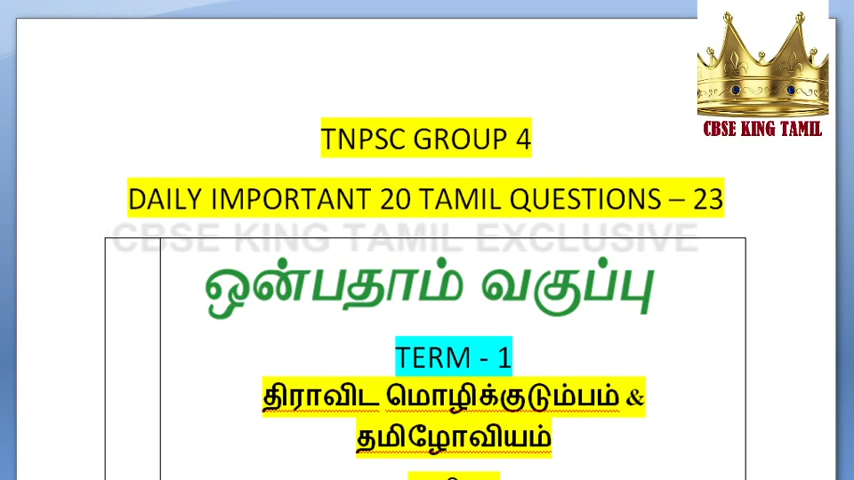 CBSE KING TAMIL
TNPSC GROUP 4
DAILY IMPORTANT 20 TAMIL QUESTIONS – 23
CBSE KING TAMIL EXCLUSIVE
ஒன்பதாம் வகுப்பு
TERM - 1
திராவிட மொழிக்குடும்பம் &
தமிழோவியம்